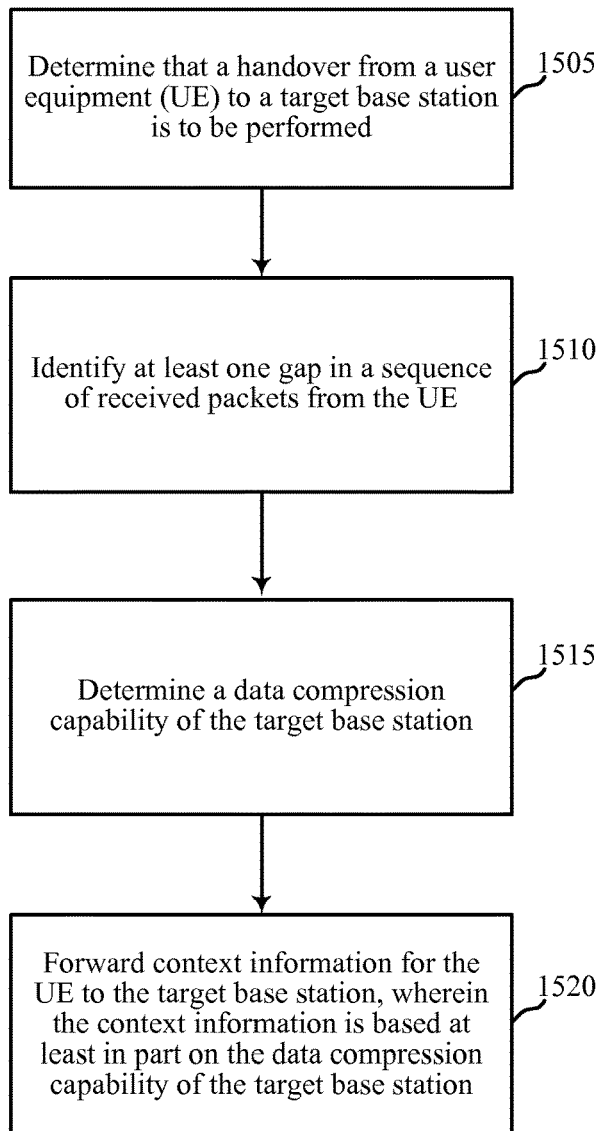 Determine that a handover from a user
equipment (UE) to a target base station
is to be performed
1505
Identify at least one gap in a sequence
of received packets from the UE
1510
Determine a data compression
capability of the target base station
1515
Forward context information for the
UE to the target base station, wherein
the context information is based at
least in part on the data compression
capability of the target base station
1520